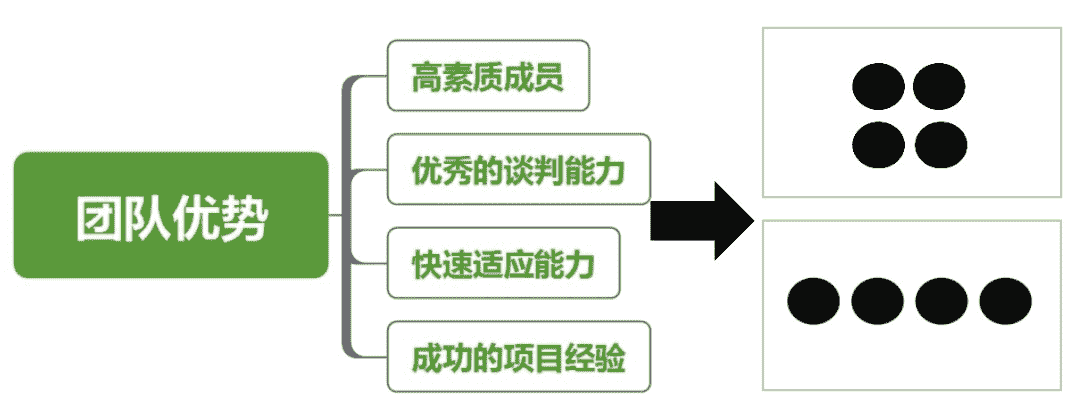 团队优势
高素质成员
优秀的谈判能力
快速适应能力
成功的项目经验